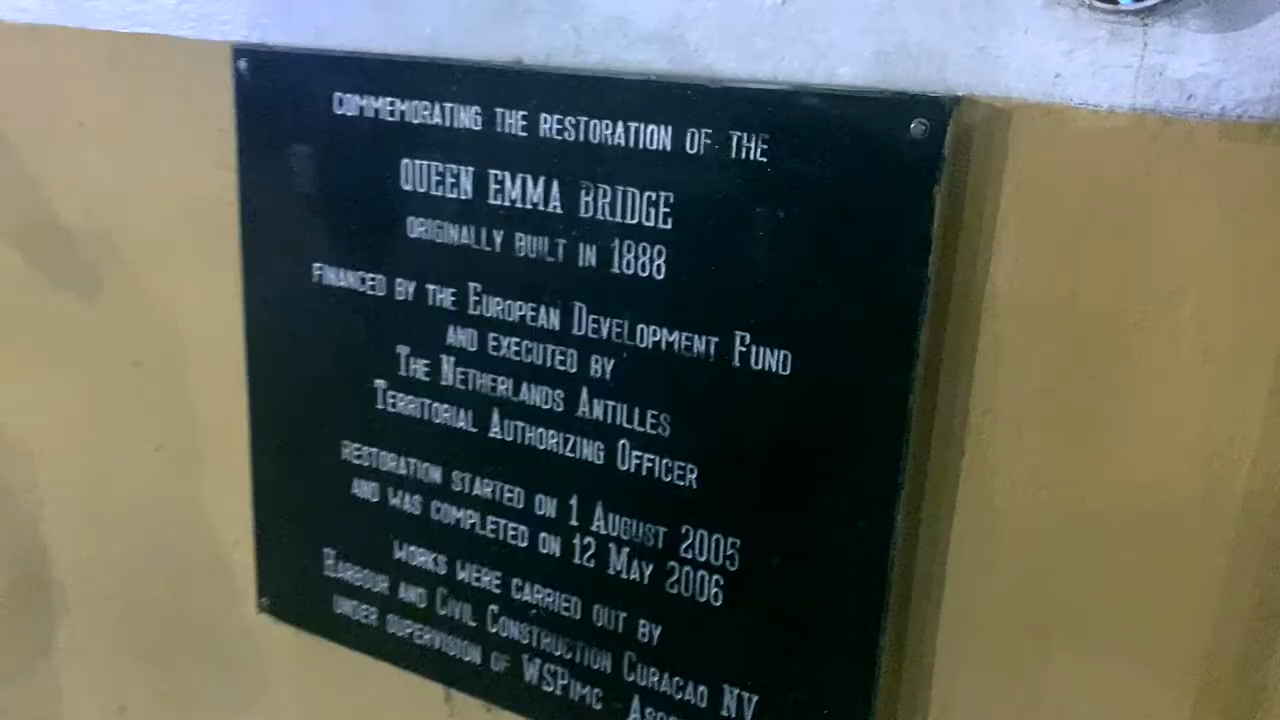 COMMEMORATING THE RESTORATION OF THE
QUEEN EMMA BRIDGE
ORIGINALLY BUILT IN 1888
FINANCED BY THE EUROPEAN DEVELOPMENT FUND
AND EXECUTED BY
THE NETHERLANDS ANTILLES
TERRITORIAL AUTHORIZING OFFICER
RESTORATION STARTED ON 1 AUGUST 2005
AND WAS COMPLETED ON 12 MAY 2006
WORKS WERE CARRIED OUT BY
HARBOUR AND CIVIL CONSTRUCTION CURACAO NV
UNDER SUPERVISION OF WSPIMC -